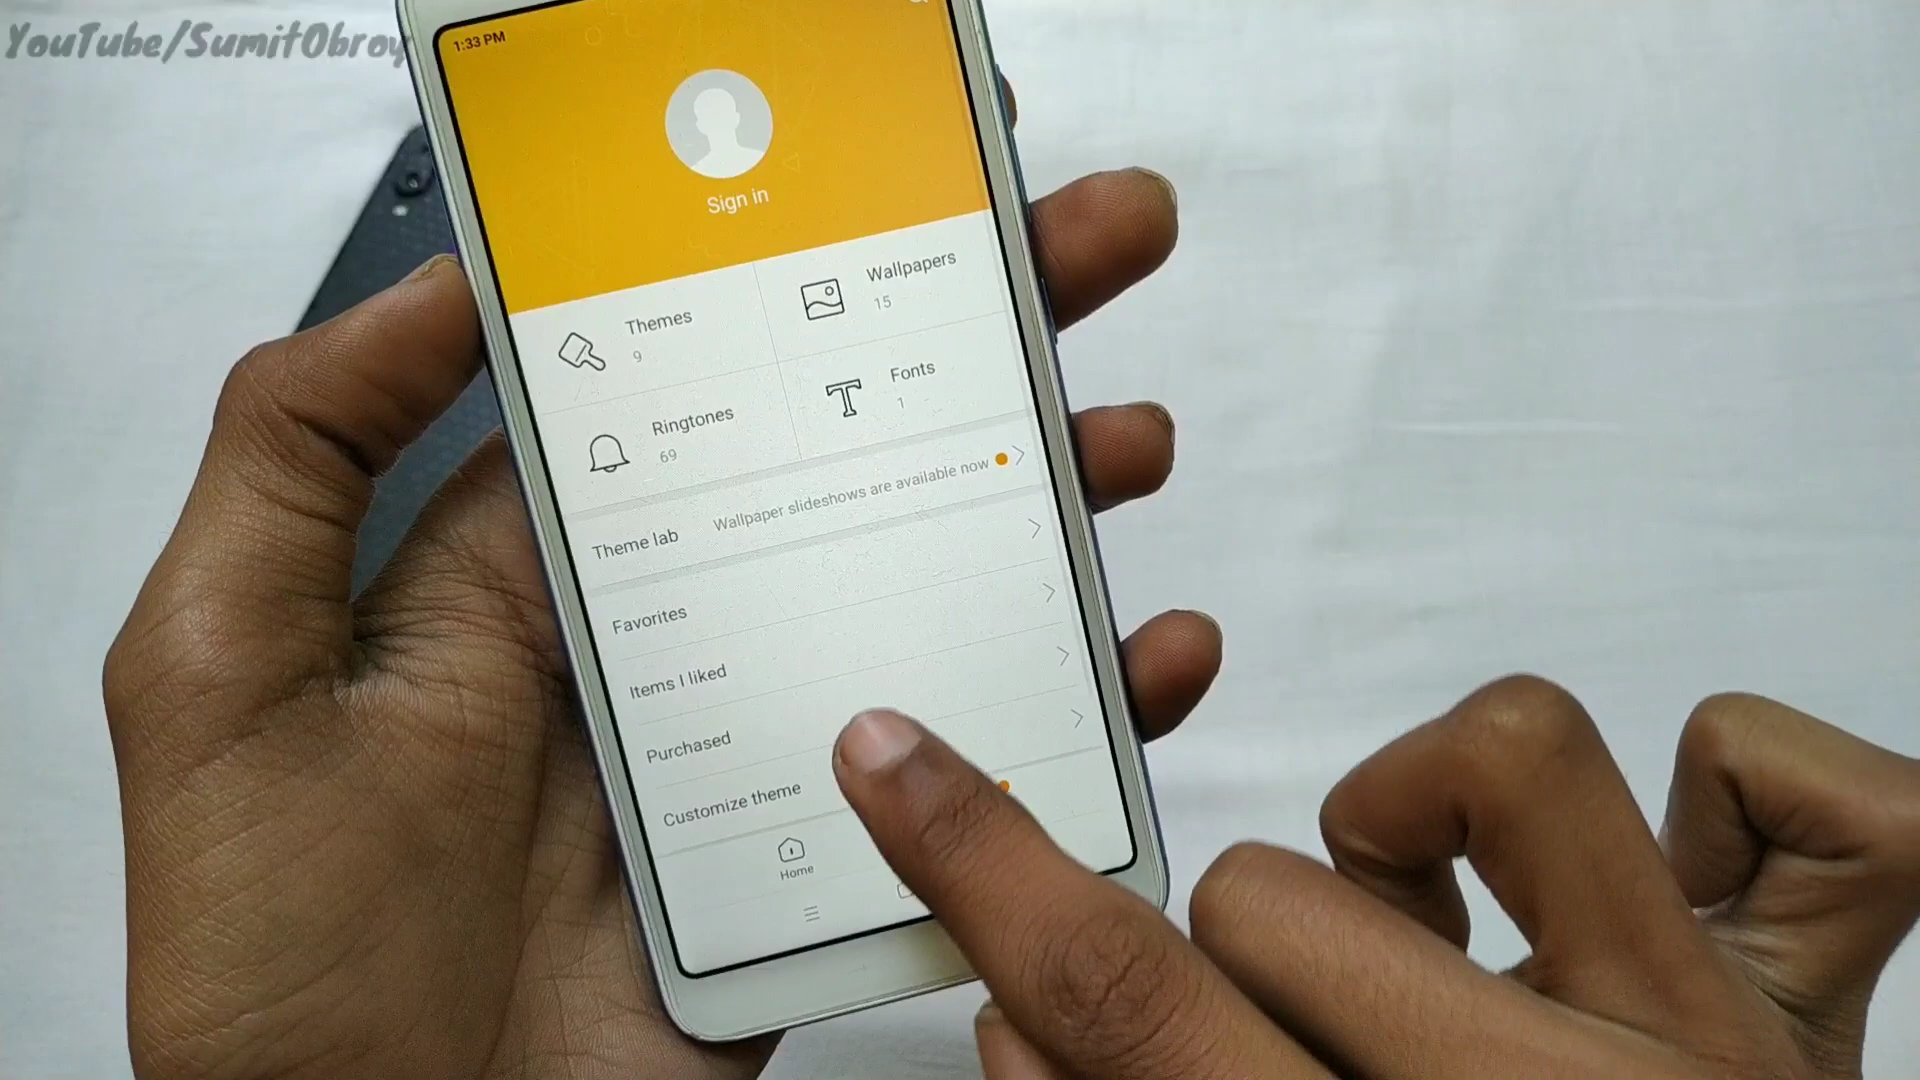 YouTube/SumitObroy
1:33 PM
Sign in
Themes
9
Wallpapers
15
Ringtones
69
Fonts
1
Theme lab Wallpaper slideshows are available now
Favorites
Items I liked
Purchased
Customize theme
Home